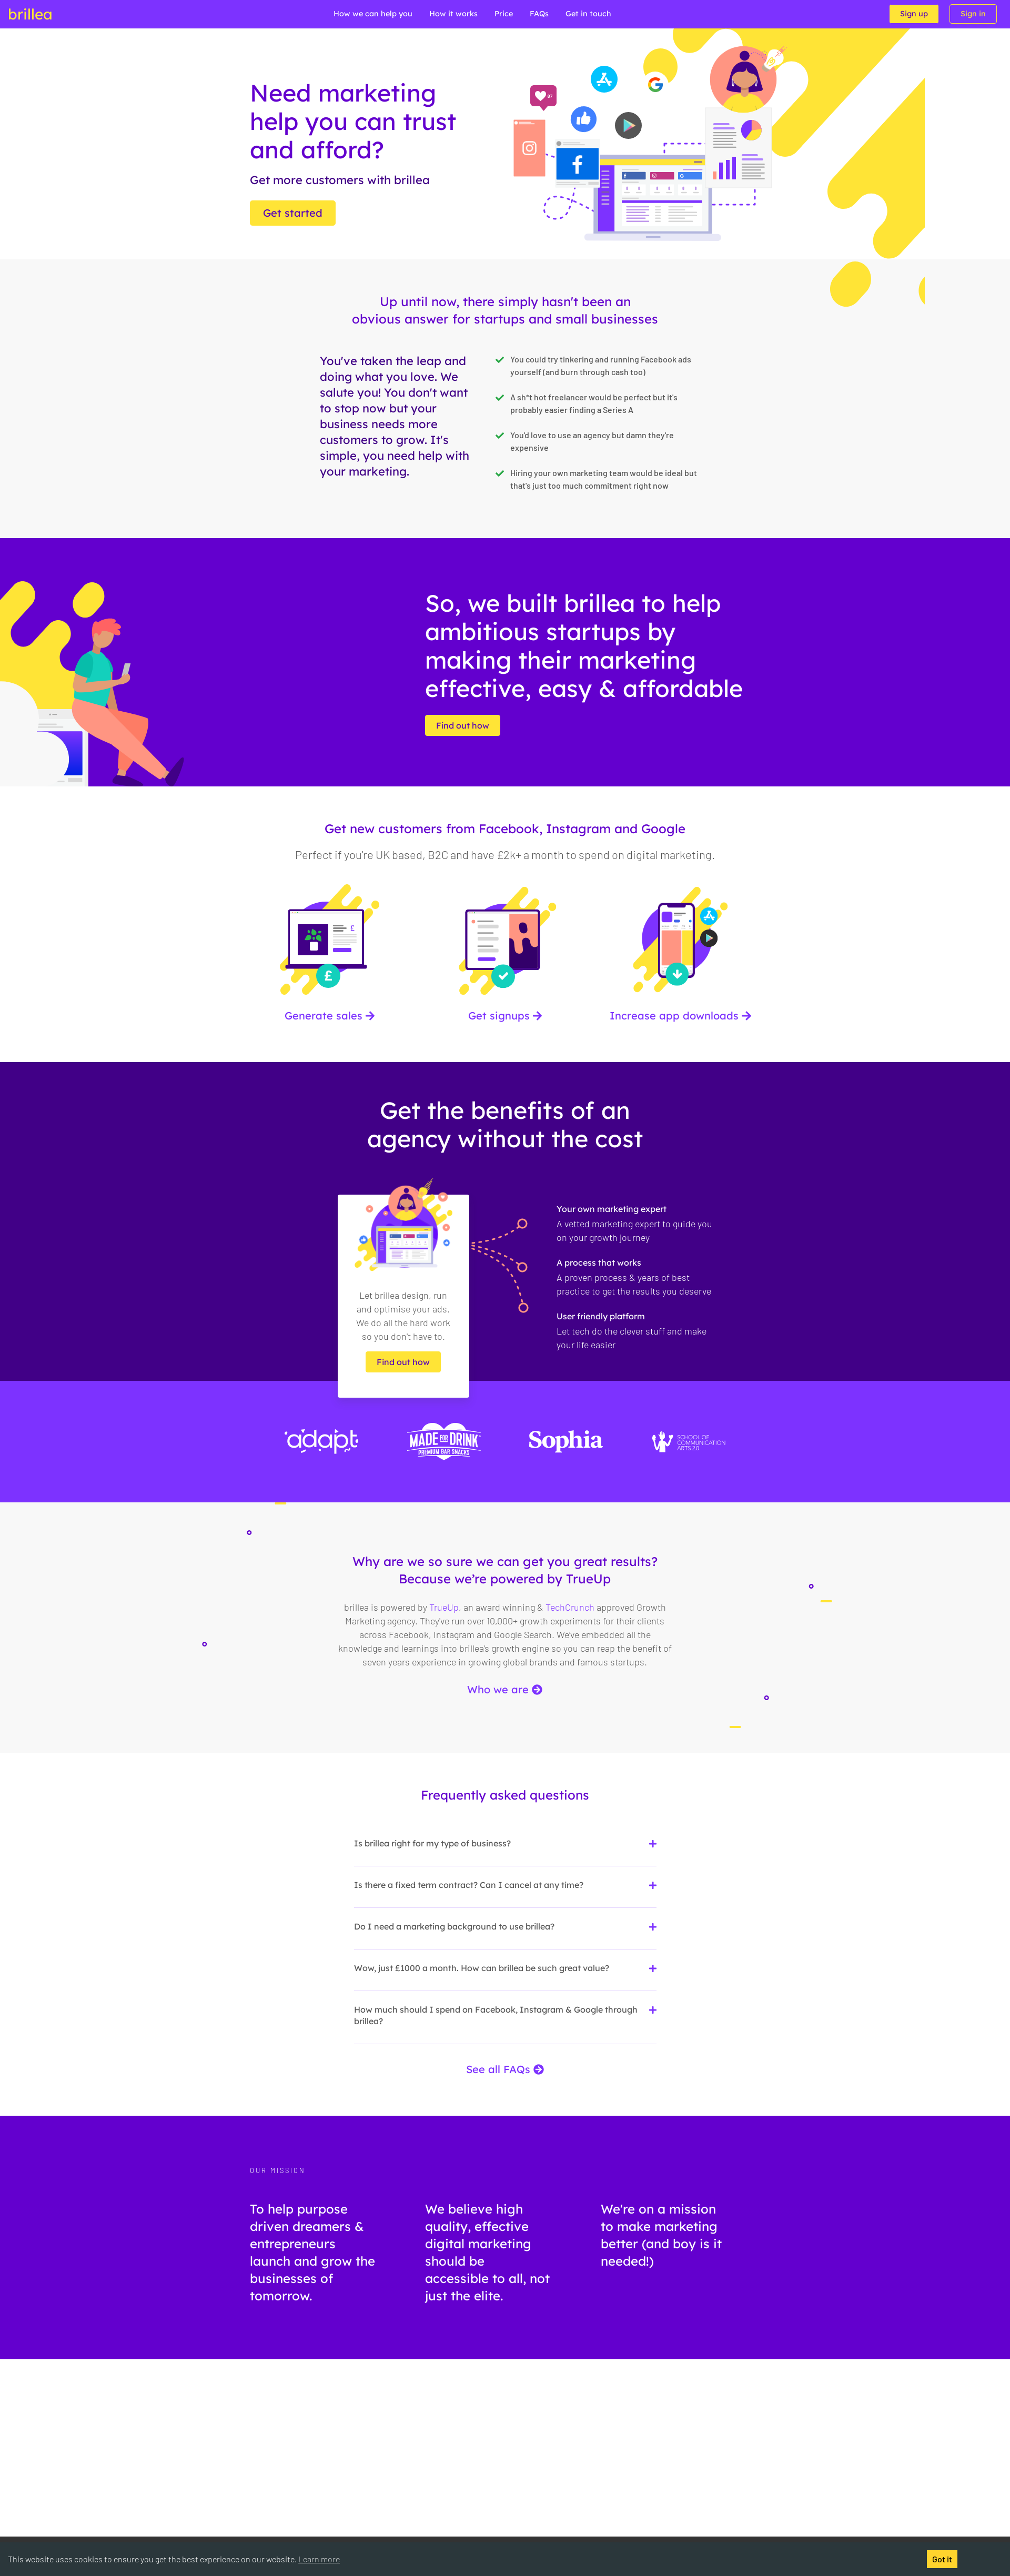 brillea
How we can help you
How it works
Price
FAQs
Get in touch
Sign up
Sign in
Need marketing
help you can trust
and afford?
Get more customers with brillea
Get started
Up until now, there simply hasn't been an
obvious answer for startups and small businesses
You've taken the leap and
doing what you love. We
salute you! You don't want
to stop now but your
business needs more
customers to grow. It's
simple, you need help with
your marketing.
You could try tinkering and running Facebook ads
yourself (and burn through cash too)
A sh*t hot freelancer would be perfect but it's
probably easier finding a Series A
You'd love to use an agency but damn they're
expensive
Hiring your own marketing team would be ideal but
that's just too much commitment right now
So, we built brillea to help
ambitious startups by
making their marketing
effective, easy & affordable
Find out how
Get new customers from Facebook, Instagram and Google
Perfect if you're UK based, B2C and have £2k+ a month to spend on digital marketing.
£
£
Generate sales
Get signups
Increase app downloads
Get the benefits of an
agency without the cost
Let brillea design, run
and optimise your ads.
We do all the hard work
so you don't have to.
Find out how
Your own marketing expert
A vetted marketing expert to guide you
on your growth journey
A process that works
A proven process & years of best
practice to get the results you deserve
User friendly platform
Let tech do the clever stuff and make
your life easier
adapt.
MADE FOR DRINK
PREMIUM BAR SNACKS
Sophia
SCHOOL OF
COMMUNICATION
ARTS 2.0
Why are we so sure we can get you great results?
Because we’re powered by TrueUp
brillea is powered by TrueUp, an award winning & TechCrunch approved Growth
Marketing agency. They've run over 10,000+ growth experiments for their clients
across Facebook, Instagram and Google Search. We've embedded all the
knowledge and learnings into brillea's growth engine so you can reap the benefit of
seven years experience in growing global brands and famous startups.
Who we are
Frequently asked questions
Is brillea right for my type of business?
Is there a fixed term contract? Can I cancel at any time?
Do I need a marketing background to use brillea?
Wow, just £1000 a month. How can brillea be such great value?
How much should I spend on Facebook, Instagram & Google through
brillea?
See all FAQs
OUR MISSION
To help purpose
driven dreamers &
entrepreneurs
launch and grow the
businesses of
tomorrow.
We believe high
quality, effective
digital marketing
should be
accessible to all, not
just the elite.
We're on a mission
to make marketing
better (and boy is it
needed!)
This website uses cookies to ensure you get the best experience on our website. Learn more
Got it